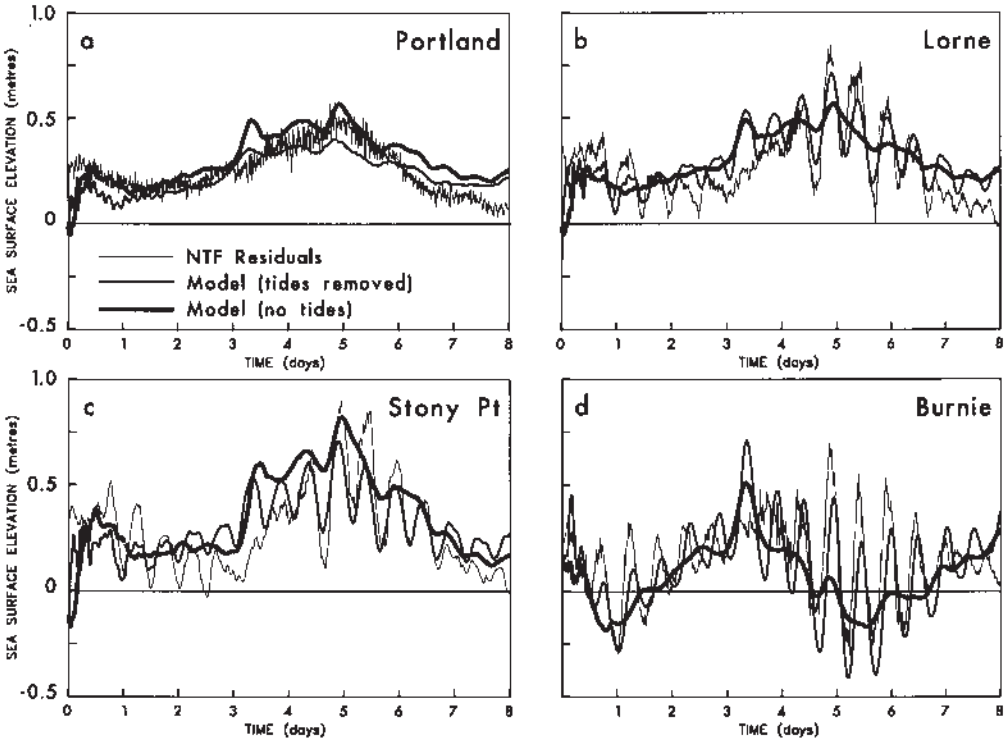 a Portland
b Lorne
SEA SURFACE ELEVATION (metres)
1.0
0.5
0
-0.5
NTF Residuals
Model (tides removed)
Model (no tides)
0 1 2 3 4 5 6 7 8
TIME (days)
0 1 2 3 4 5 6 7 8
TIME (days)
c Stony Pt
d Burnie
SEA SURFACE ELEVATION (metres)
1.0
0.5
0
-0.5
0 1 2 3 4 5 6 7 8
TIME (days)
1 2 3 4 5 6 7 8
TIME (days)